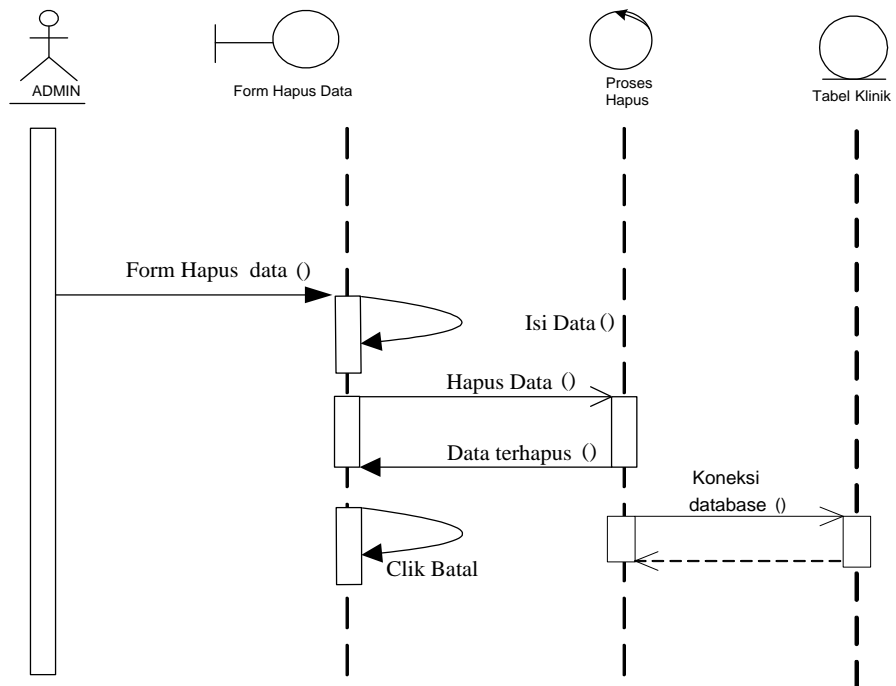 ADMIN
Form Hapus Data
Proses
Hapus
Tabel Klinik
Form Hapus data ()
Isi Data ()
Hapus Data ()
Data terhapus ()
Koneksi
database ()
Clik Batal